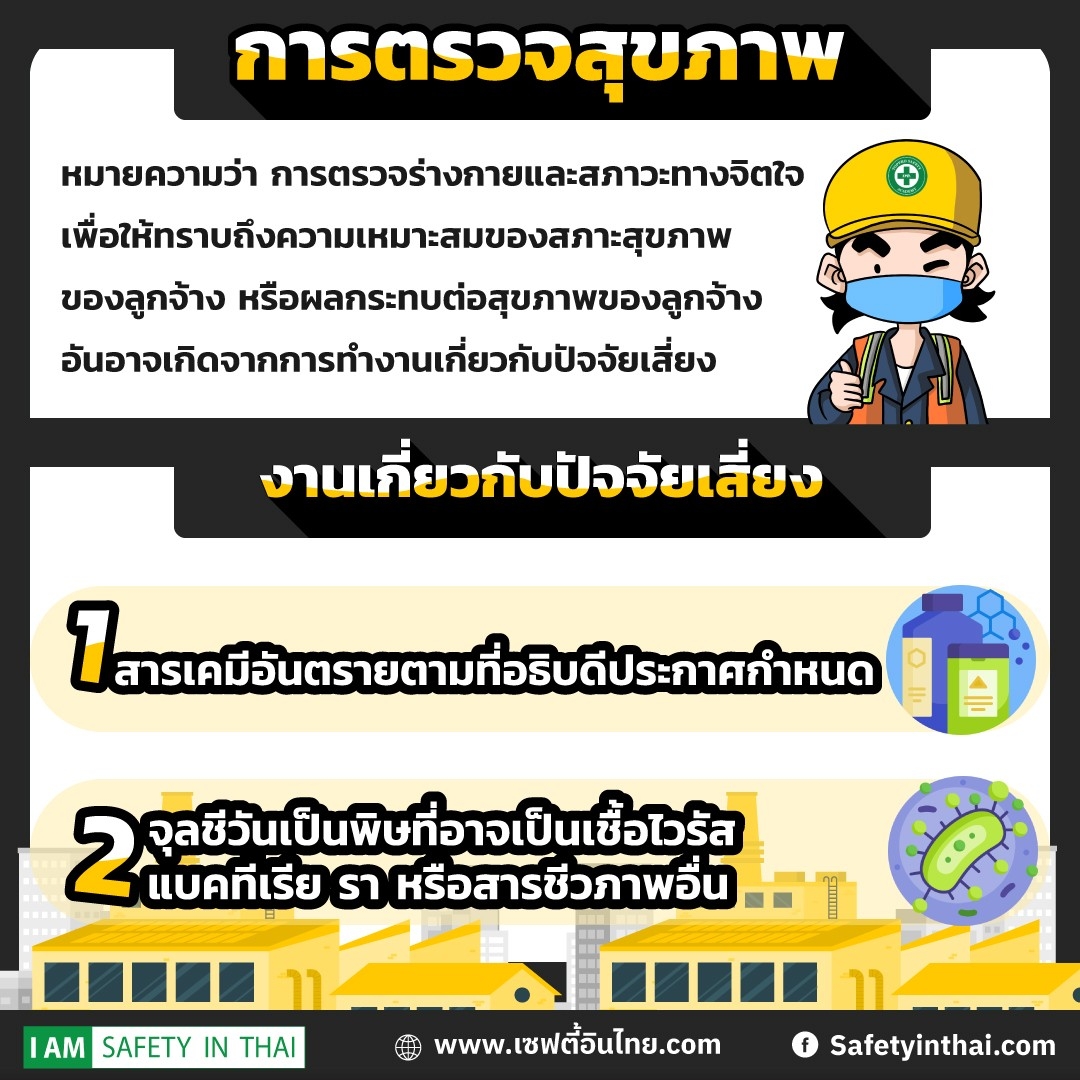 การตรวจสุขภาพ
หมายความว่า การตรวจร่างกายและสภาวะทางจิตใจ
เพื่อให้ทราบถึงความเหมาะสมของสภาะสุขภาพ
ของลูกจ้าง หรือผลกระทบต่อสุขภาพของลูกจ้าง
อันอาจเกิดจากการทำงานเกี่ยวกับปัจจัยเสี่ยง
งานเกี่ยวกับปัจจัยเสี่ยง
1 สารเคมีอันตรายตามที่อธิบดีประกาศกำหนด
2 จุลชีวันเป็นพิษที่อาจเป็นเชื้อไวรัส
แบคทีเรีย รา หรือสารชีวภาพอื่น
I AM SAFETY IN THAI
www.เซฟตี้อินไทย.com
Safetyinthai.com